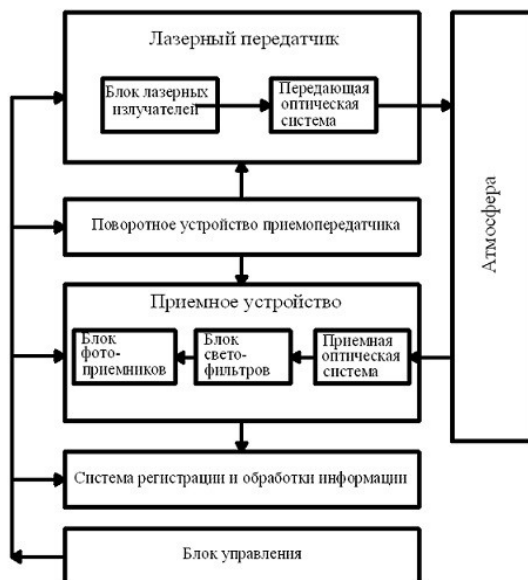 Лазерный передатчик
Блок лазерных
излучателей
Передающая
оптическая
система
Атмосфера
Поворотное устройство приемопередатчика
Приемное устройство
Блок
фото-
приемников
Блок
свето-
фильтров
Приемная
оптическая
система
Система регистрации и обработки информации
Блок управления